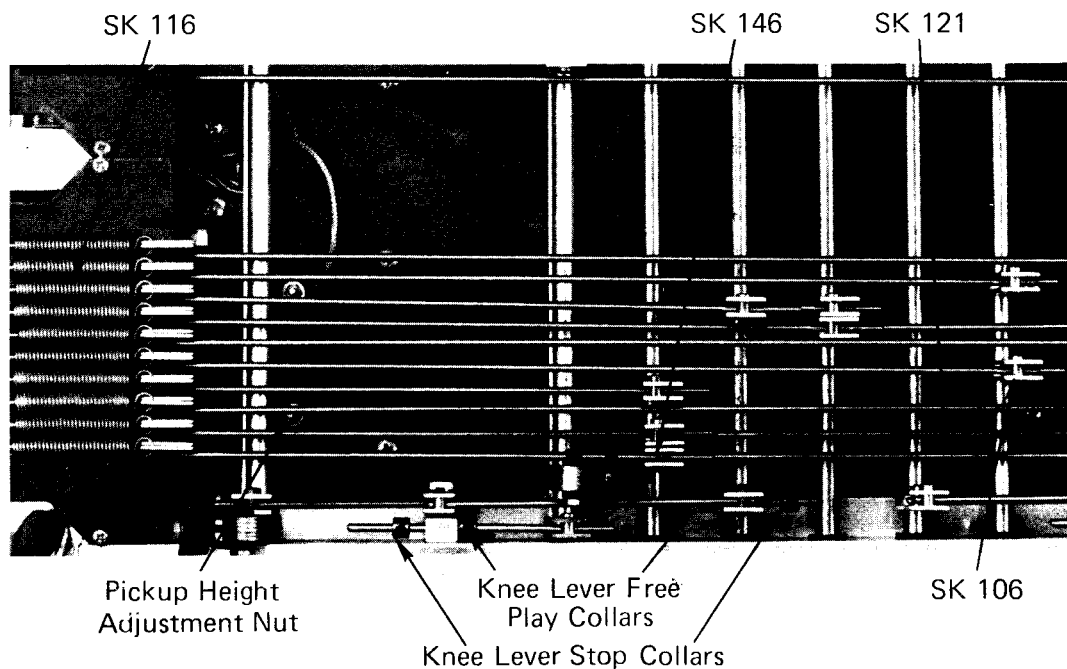 SK 116
SK 146
SK 121
Pickup Height
Adjustment Nut
Knee Lever Free
Play Collars
Knee Lever Stop Collars
SK 106